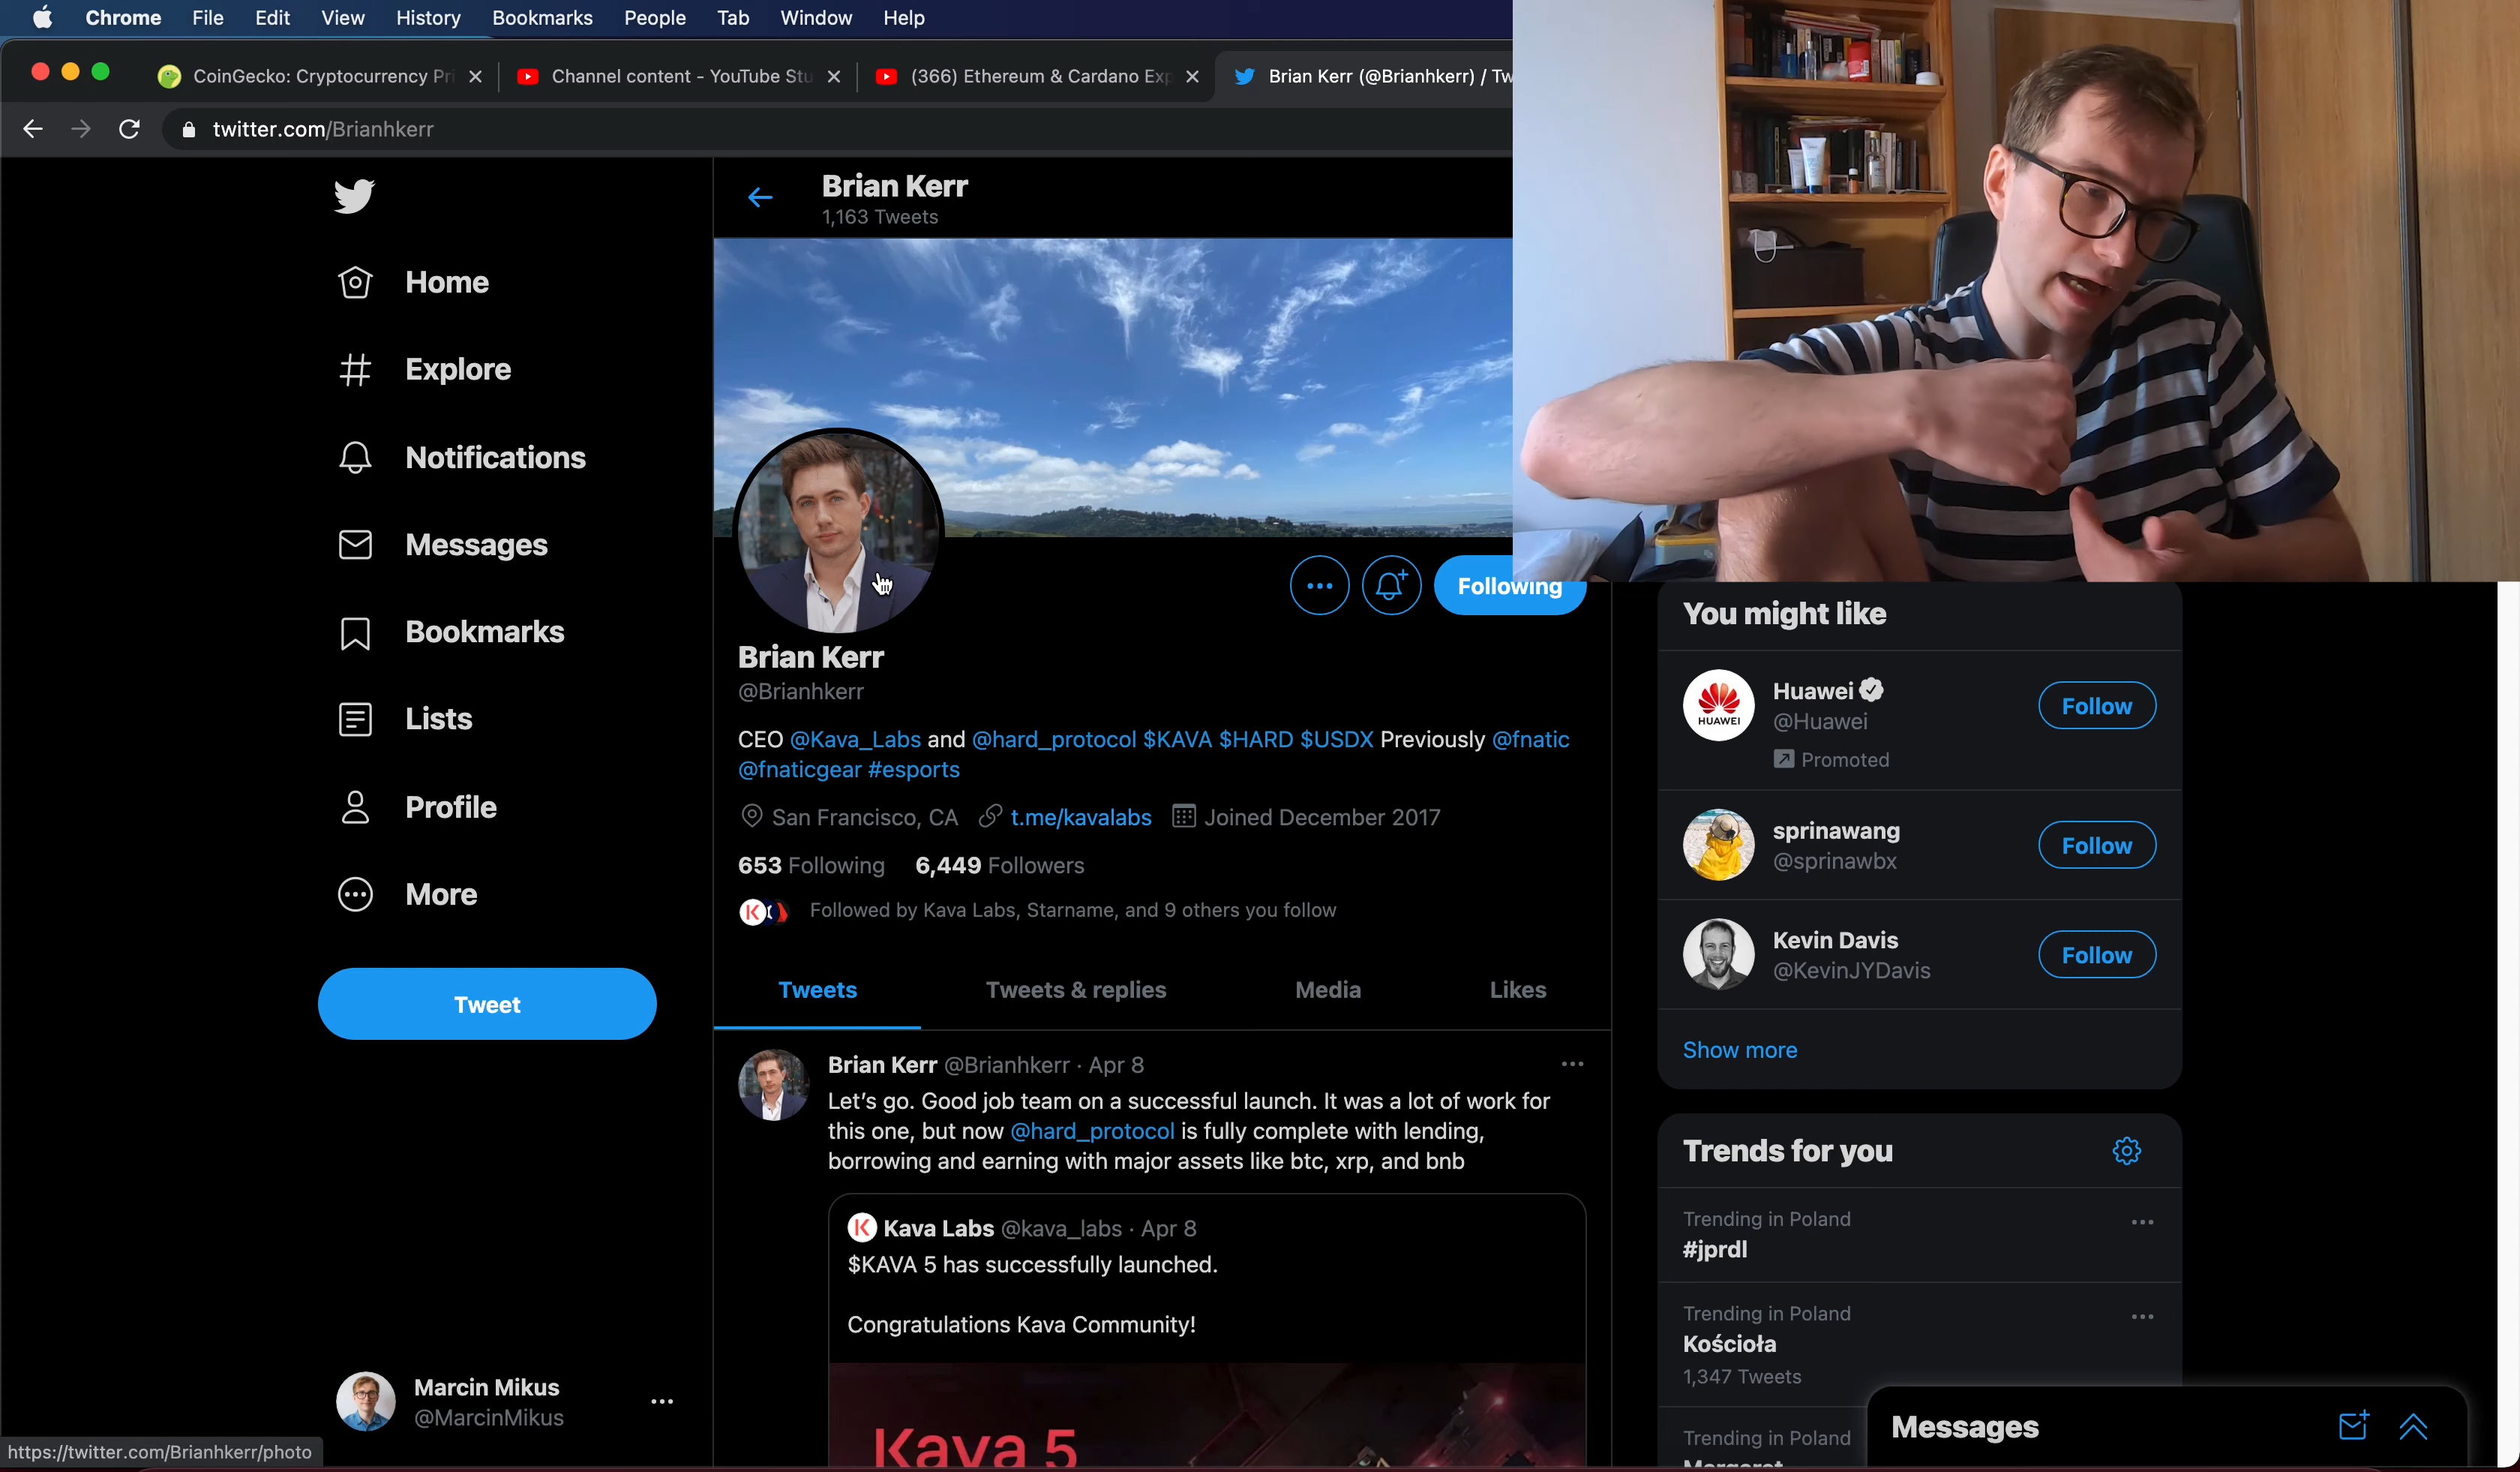 Chrome File Edit View History Bookmarks People Tab Window Help
CoinGecko: Cryptocurrency Pri
Channel content - YouTube Stu
(366) Ethereum & Cardano Exp
Brian Kerr (@Brianhkerr) / Tw
twitter.com/Brianhkerr
Home
Explore
Notifications
Messages
Bookmarks
Lists
Profile
More
Tweet
Marcin Mikus
@MarcinMikus
https://twitter.com/Brianhkerr/photo
Brian Kerr
1,163 Tweets
Following
Brian Kerr
@Brianhkerr
CEO @Kava_Labs and @hard_protocol $KAVA $HARD $USDX Previously @fnatic
@fnaticgear #esports
San Francisco, CA t.me/kavalabs Joined December 2017
653 Following 6,449 Followers
Followed by Kava Labs, Starname, and 9 others you follow
Tweets Tweets & replies Media Likes
Brian Kerr @Brianhkerr · Apr 8
Let's go. Good job team on a successful launch. It was a lot of work for
this one, but now @hard_protocol is fully complete with lending,
borrowing and earning with major assets like btc, xrp, and bnb
Kava Labs @kava_labs · Apr 8
$KAVA 5 has successfully launched.
Congratulations Kava Community!
Kava 5
You might like
HUAWEI
Huawei
@Huawei
Promoted
Follow
sprinawang
@sprinawbx
Follow
Kevin Davis
@KevinJYDavis
Follow
Show more
Trends for you
Trending in Poland
#jprdl
Trending in Poland
Kościoła
1,347 Tweets
Trending in Poland
Messages